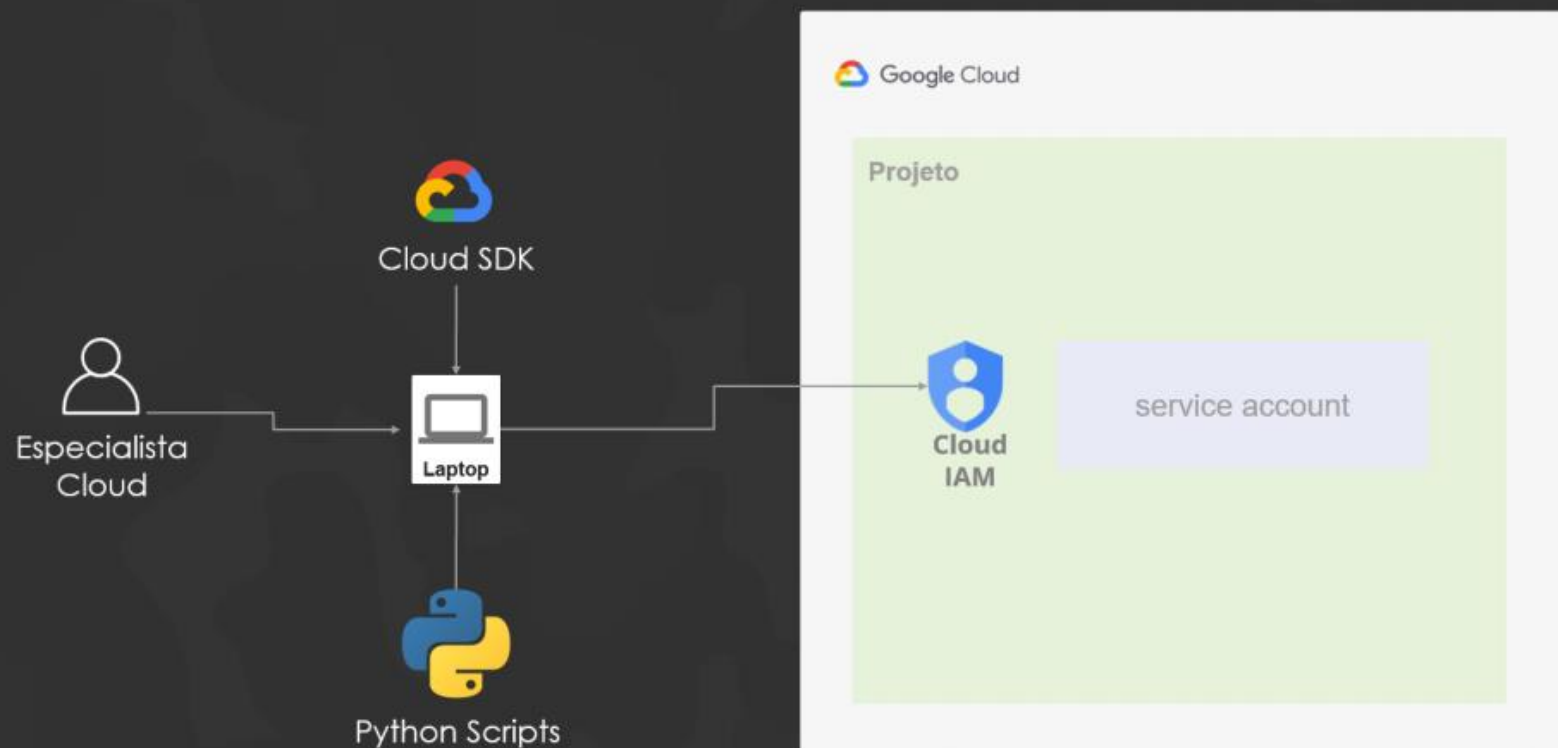 Google Cloud
Projeto
Cloud SDK
Especialista
Cloud
Laptop
Cloud
IAM
service account
Python Scripts